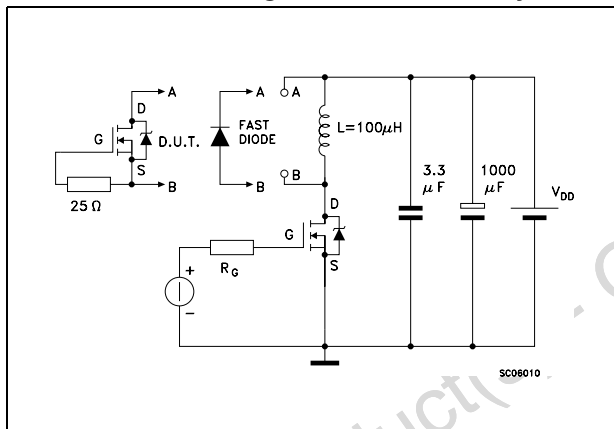 A
A
A
D
G
D.U.T.
FAST
DIODE
L=100μH
S
B
B
B
25 Ω
D
G
S
R_G
+
-
3.3
μF
1000
μF
V_DD
SC06010